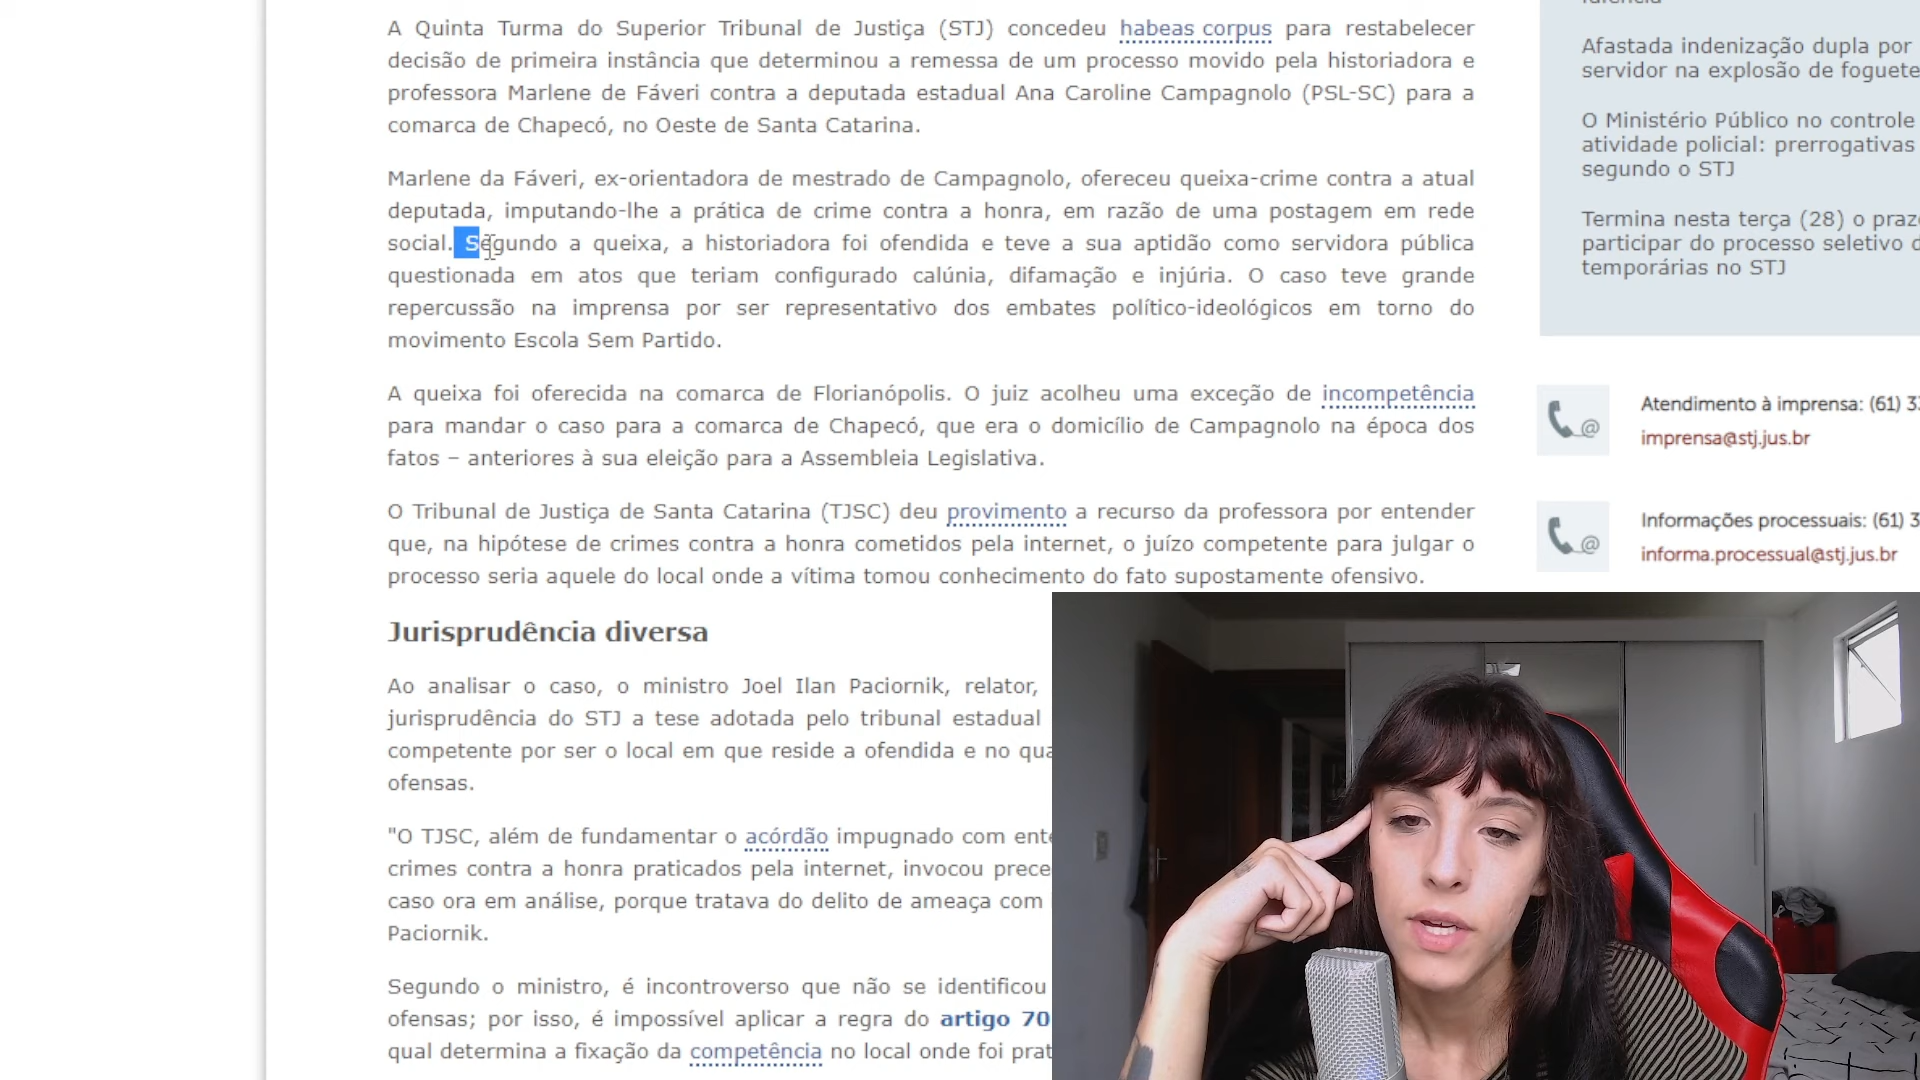 A Quinta Turma do Superior Tribunal de Justiça (STJ) concedeu habeas corpus para restabelecer
decisão de primeira instância que determinou a remessa de um processo movido pela historiadora e
professora Marlene de Fáveri contra a deputada estadual Ana Caroline Campagnolo (PSL-SC) para a
comarca de Chapecó, no Oeste de Santa Catarina.
Marlene da Fáveri, ex-orientadora de mestrado de Campagnolo, ofereceu queixa-crime contra a atual
deputada, imputando-lhe a prática de crime contra a honra, em razão de uma postagem em rede
social. Segundo a queixa, a historiadora foi ofendida e teve a sua aptidão como servidora pública
questionada em atos que teriam configurado calúnia, difamação e injúria. O caso teve grande
repercussão na imprensa por ser representativo dos embates político-ideológicos em torno do
movimento Escola Sem Partido.
A queixa foi oferecida na comarca de Florianópolis. O juiz acolheu uma exceção de incompetência
para mandar o caso para a comarca de Chapecó, que era o domicílio de Campagnolo na época dos
fatos – anteriores à sua eleição para a Assembleia Legislativa.
O Tribunal de Justiça de Santa Catarina (TJSC) deu provimento a recurso da professora por entender
que, na hipótese de crimes contra a honra cometidos pela internet, o juízo competente para julgar o
processo seria aquele do local onde a vítima tomou conhecimento do fato supostamente ofensivo.
Jurisprudência diversa
Ao analisar o caso, o ministro Joel Ilan Paciornik, relator,
jurisprudência do STJ a tese adotada pelo tribunal estadual
competente por ser o local em que reside a ofendida e no qua
ofensas.
"O TJSC, além de fundamentar o acórdão impugnado com ente
crimes contra a honra praticados pela internet, invocou prece
caso ora em análise, porque tratava do delito de ameaça com
Paciornik.
Segundo o ministro, é incontroverso que não se identificou
ofensas; por isso, é impossível aplicar a regra do artigo 70
qual determina a fixação da competência no local onde foi prat
Afastada indenização dupla por
servidor na explosão de foguete
O Ministério Público no controle
atividade policial: prerrogativas
segundo o STJ
Termina nesta terça (28) o praz
participar do processo seletivo d
temporárias no STJ
Atendimento à imprensa: (61) 33
imprensa@stj.jus.br
Informações processuais: (61) 3
informa.processual@stj.jus.br